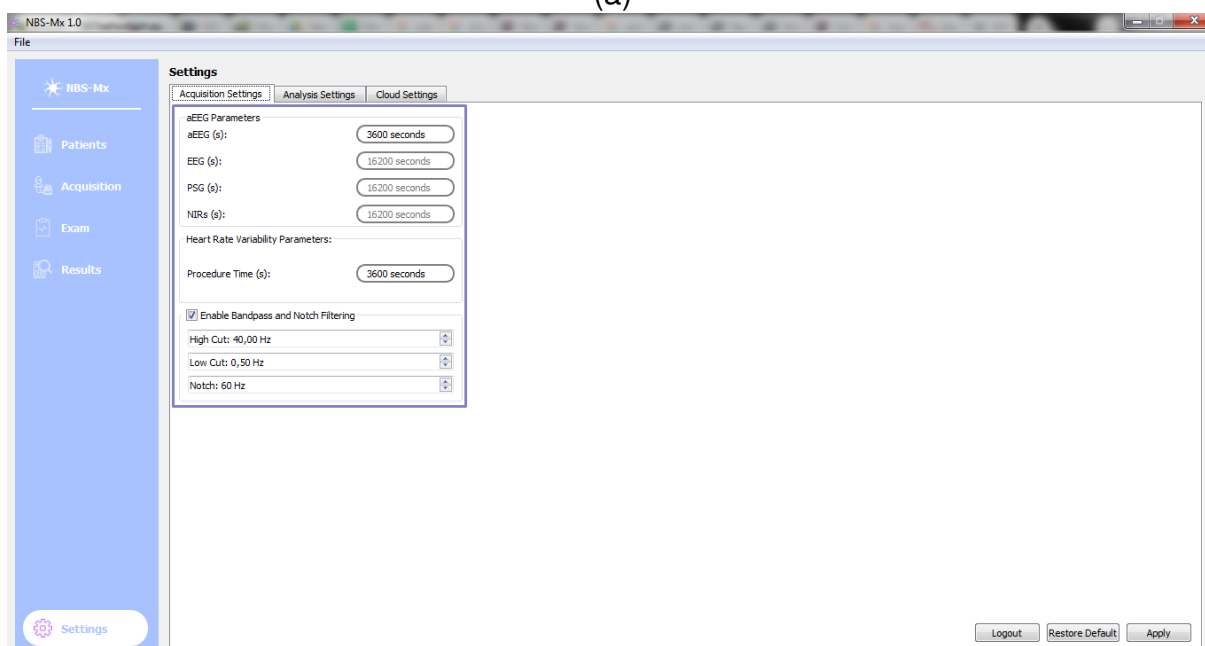 (a)
NBS-Mx 1.0
File
NBS-Mx
Patients
Acquisition
Exam
Results
Settings
Settings
Acquisition Settings Analysis Settings Cloud Settings
aEEG Parameters
aEEG (s): 3600 seconds
EEG (s): 16200 seconds
PSG (s): 16200 seconds
NIRs (s): 16200 seconds
Heart Rate Variability Parameters:
Procedure Time (s): 3600 seconds
Enable Bandpass and Notch Filtering
High Cut: 40,00 Hz
Low Cut: 0,50 Hz
Notch: 60 Hz
Logout Restore Default Apply